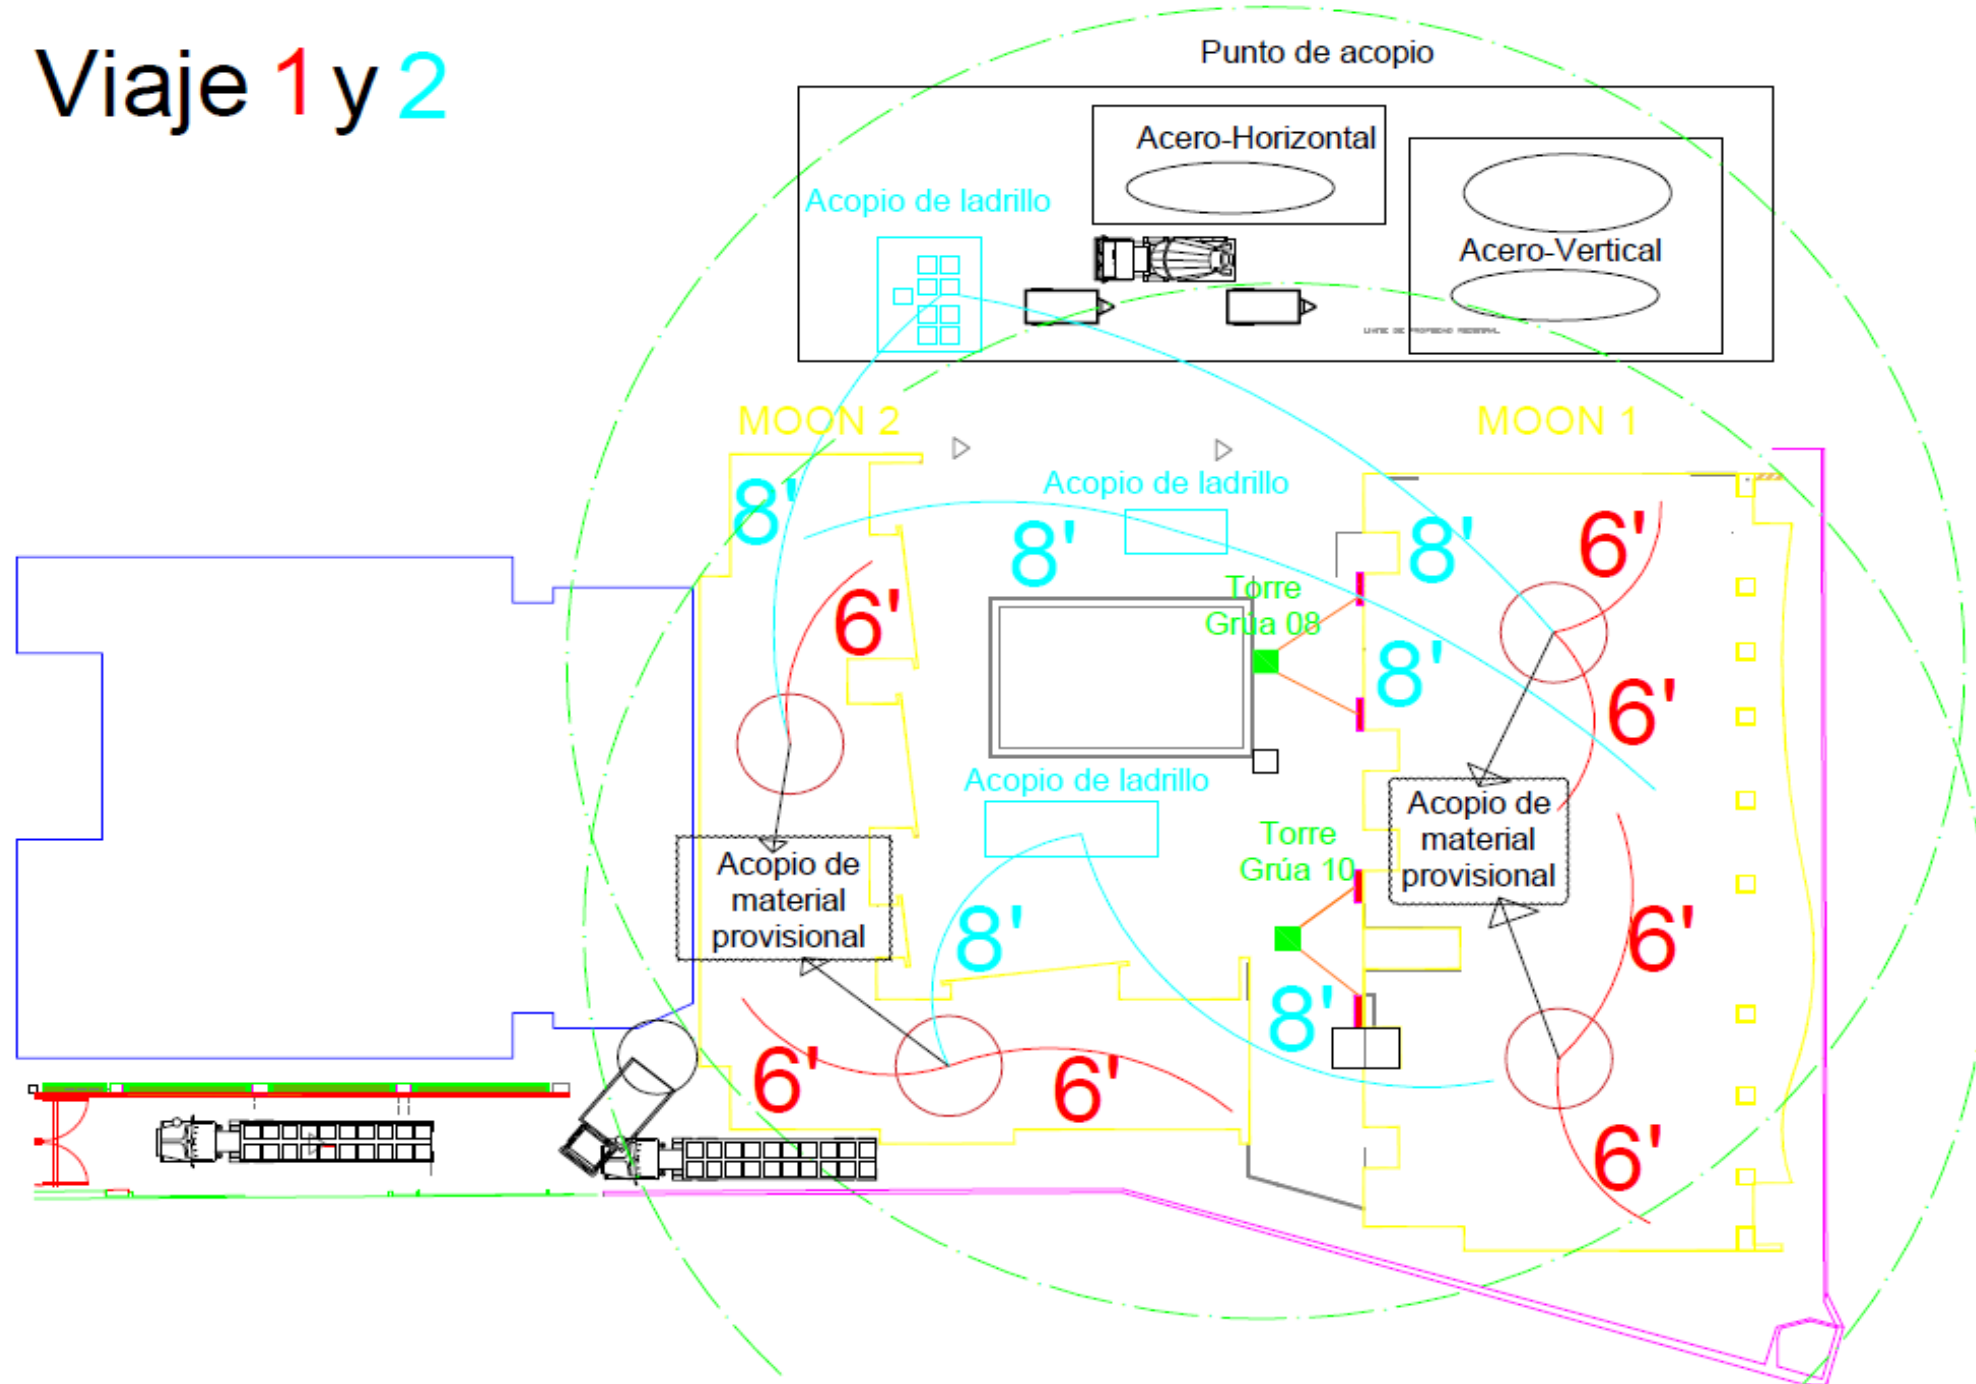 Viaje 1 y 2
Punto de acopio
Acero-Horizontal
Acopio de ladrillo
Acero-Vertical
MOON 2
MOON 1
8'
Acopio de ladrillo
8'
8'
6'
6'
Torre
Grúa 08
8'
6'
Acopio de ladrillo
Acopio de
material
provisional
Torre
Grúa 10
Acopio de
material
provisional
8'
6'
8'
6'
6'
6'